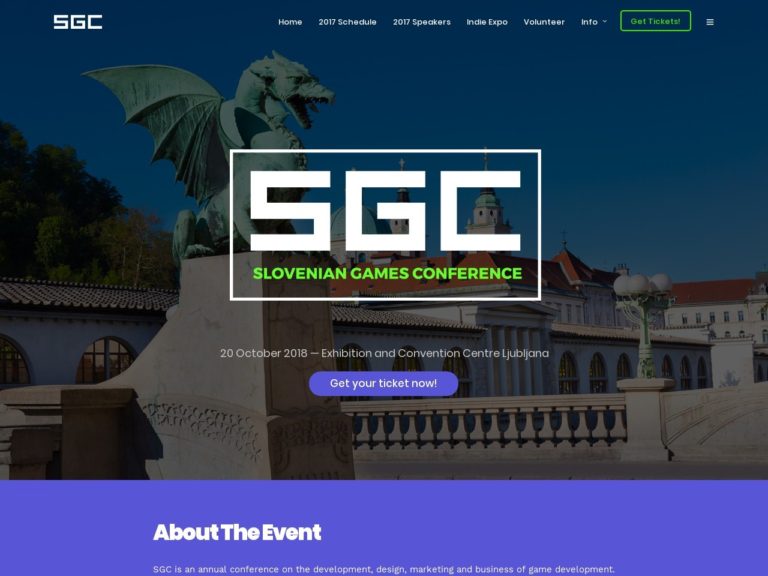 SGC
Home
2017 Schedule
2017 Speakers
Indie Expo
Volunteer
Info
Get Tickets!
SGC
SLOVENIAN GAMES CONFERENCE
20 October 2018 — Exhibition and Convention Centre Ljubljana
Get your ticket now!
About The Event
SGC is an annual conference on the development, design, marketing and business of game development.